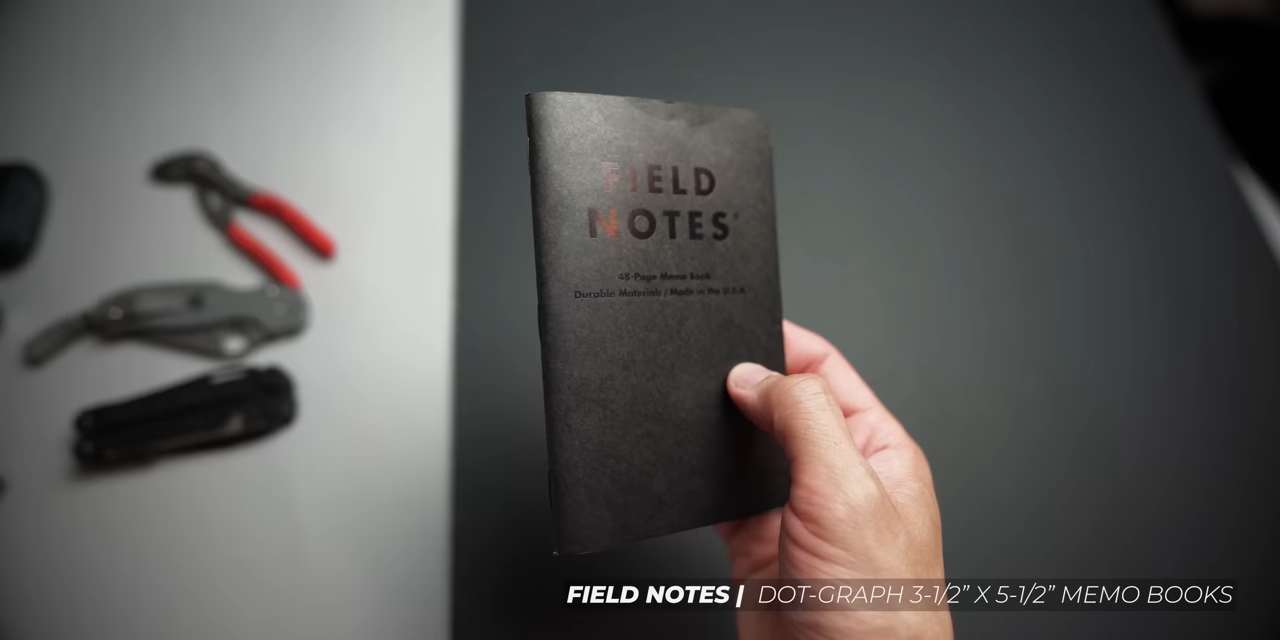 FIELD
NOTES
48-Page Memo Book
Durable Materials / Made in the U.S.A.
FIELD NOTES | DOT-GRAPH 3-1/2” X 5-1/2” MEMO BOOKS